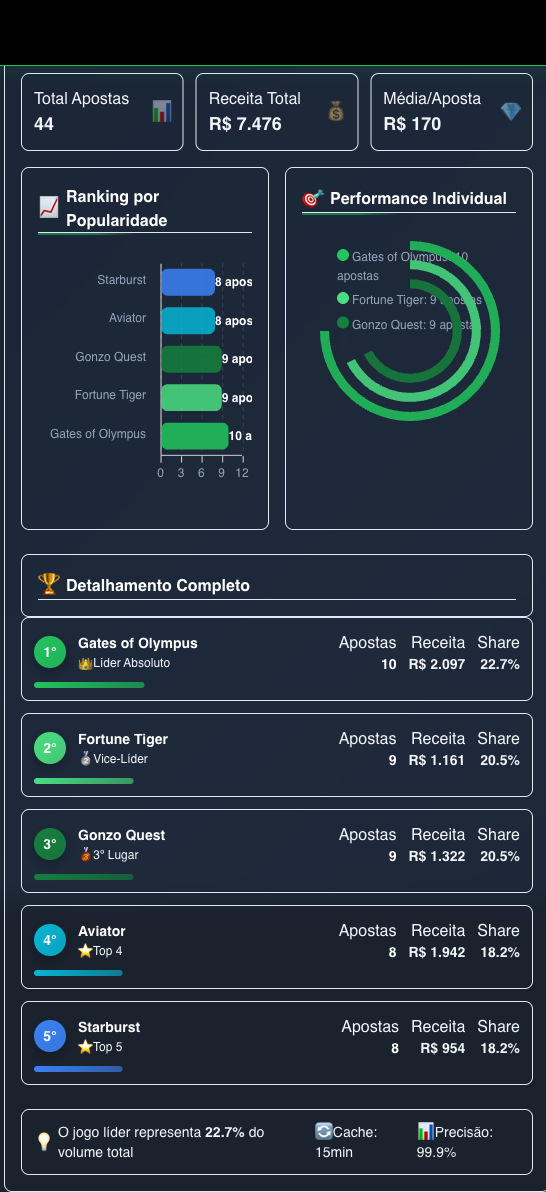 Total Apostas
44
Receita Total
R$ 7.476
Média/Aposta
R$ 170
Ranking por
Popularidade
Starburst
8 apos
Aviator
8 apos
Gonzo Quest
9 apo
Fortune Tiger
9 apo
Gates of Olympus
10 a
0 3 6 9 12
Performance Individual
Gates of Olympus: 10
apostas
Fortune Tiger: 9 apostas
Gonzo Quest: 9 apostas
Detalhamento Completo
1° Gates of Olympus
Líder Absoluto
Apostas Receita Share
10 R$ 2.097 22.7%
2° Fortune Tiger
Vice-Líder
Apostas Receita Share
9 R$ 1.161 20.5%
3° Gonzo Quest
3° Lugar
Apostas Receita Share
9 R$ 1.322 20.5%
4° Aviator
Top 4
Apostas Receita Share
8 R$ 1.942 18.2%
5° Starburst
Top 5
Apostas Receita Share
8 R$ 954 18.2%
O jogo líder representa 22.7% do
volume total
Cache:
15min
Precisão:
99.9%